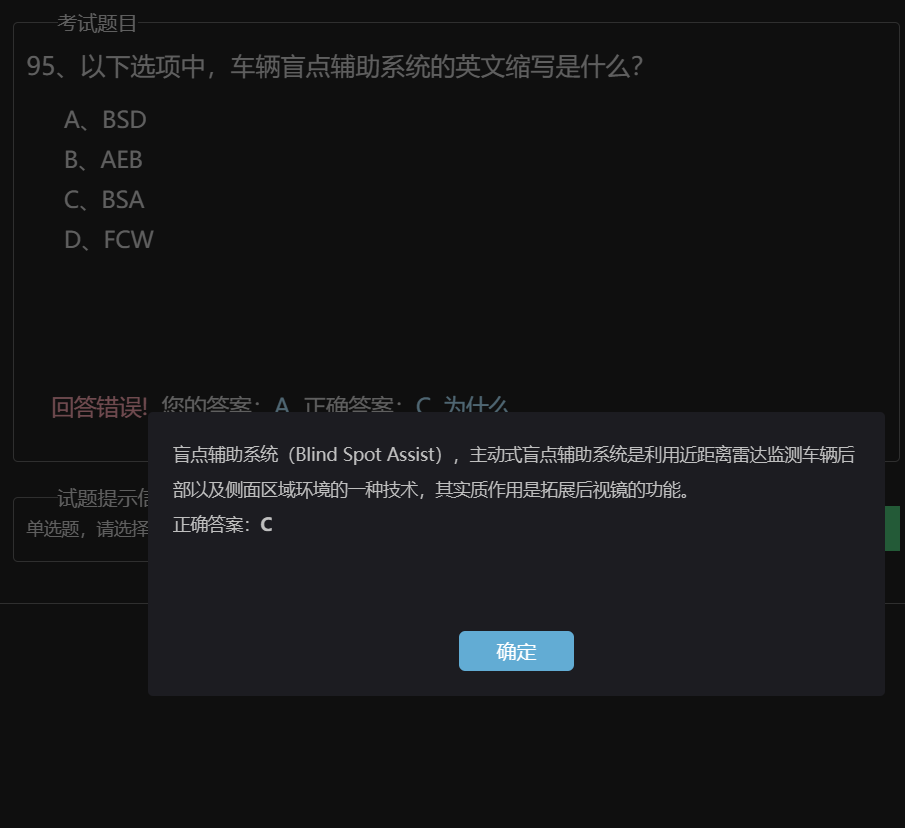 考试题目
95、以下选项中，车辆盲点辅助系统的英文缩写是什么？
A、BSD
B、AEB
C、BSA
D、FCW
回答错误! 您的答案：A 正确答案：C 为什么
盲点辅助系统（Blind Spot Assist），主动式盲点辅助系统是利用近距离雷达监测车辆后
部以及侧面区域环境的一种技术，其实质作用是拓展后视镜的功能。
正确答案：C
试题提示信
单选题，请选择
确定